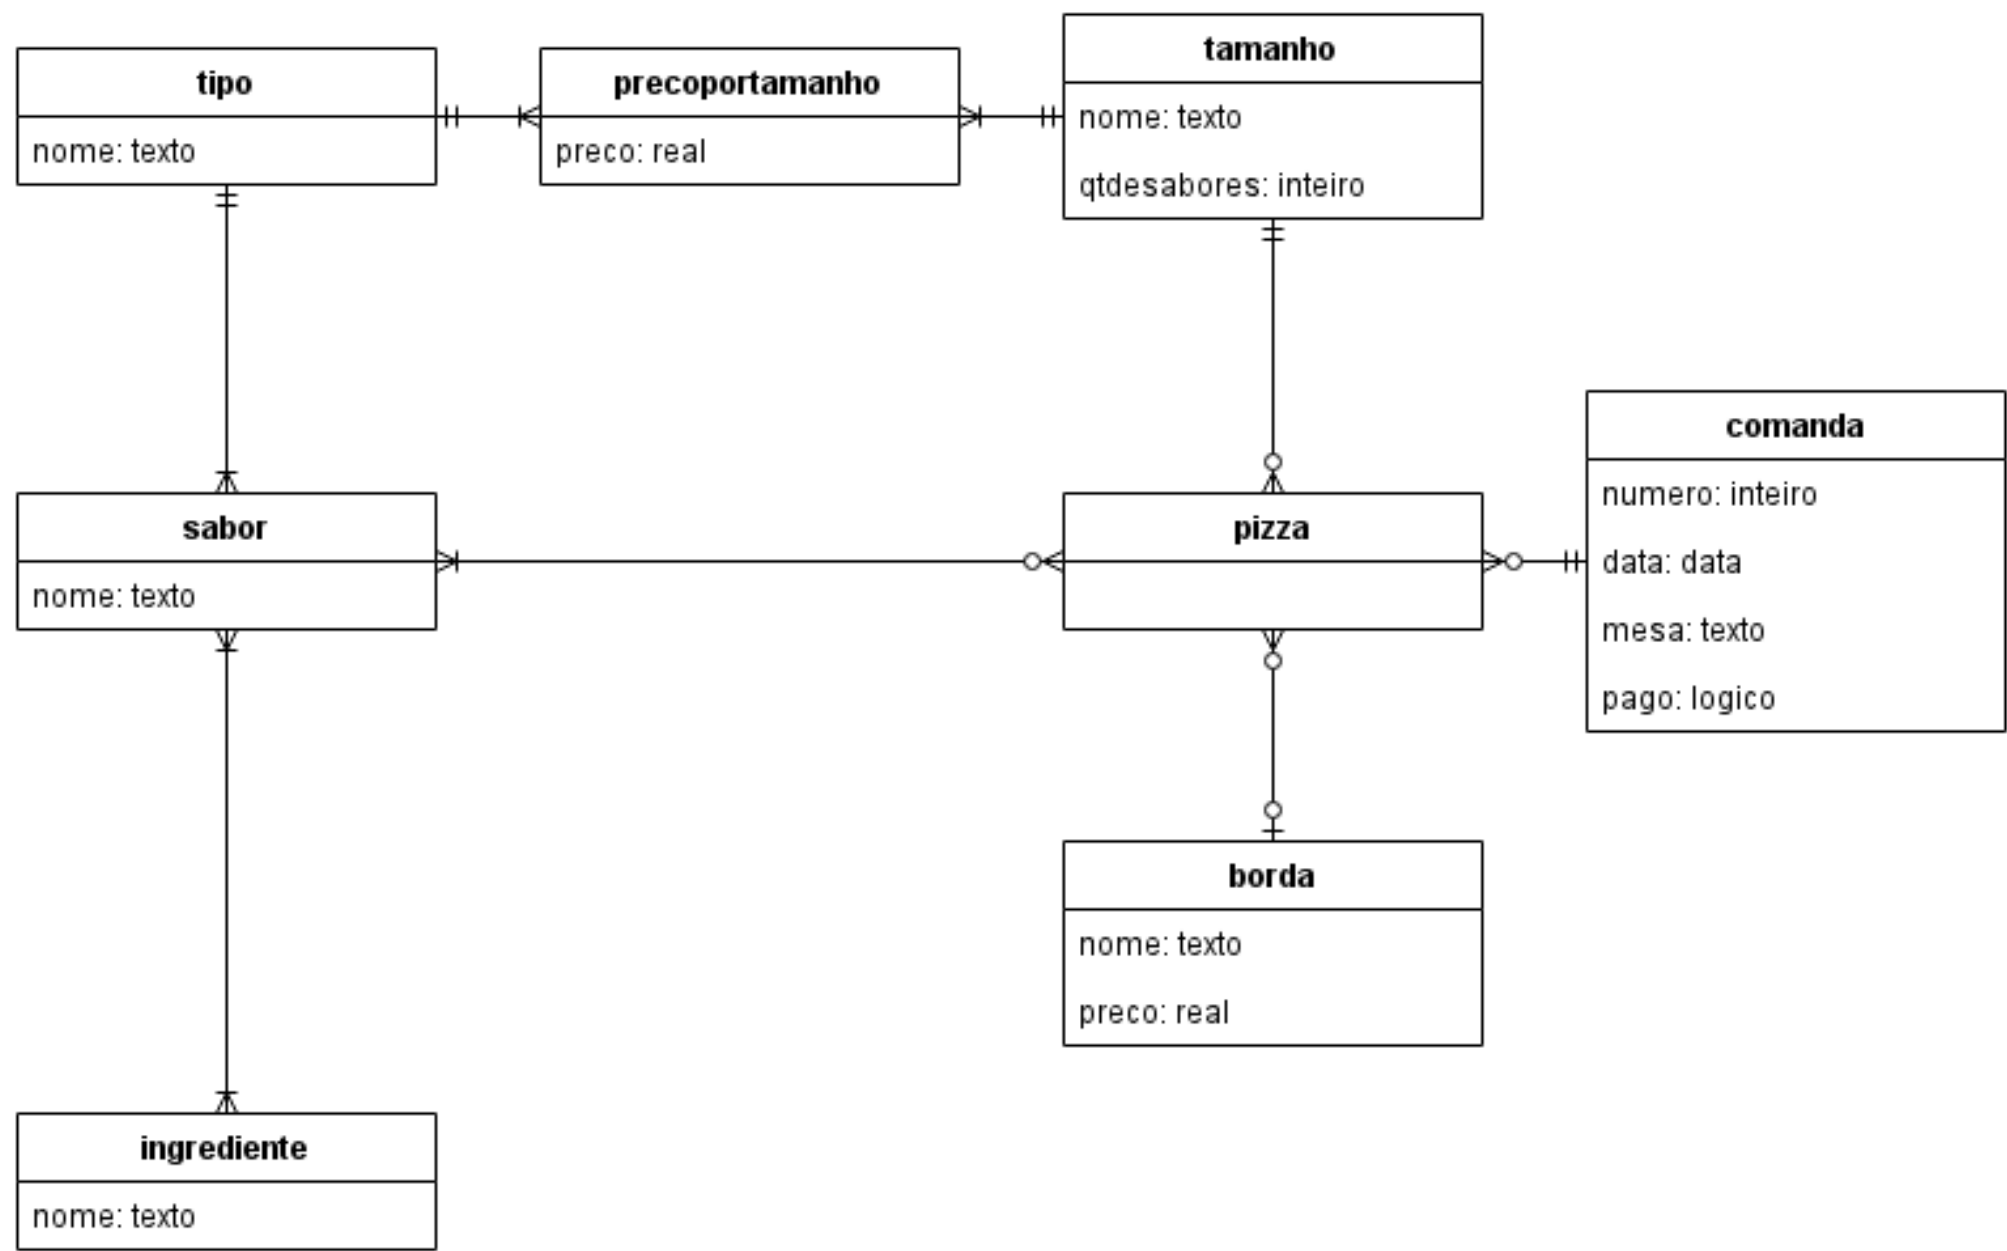 tipo
nome: texto
precoportamanho
preco: real
tamanho
nome: texto
qtdesabores: inteiro
sabor
nome: texto
pizza
comanda
numero: inteiro
data: data
mesa: texto
pago: logico
borda
nome: texto
preco: real
ingrediente
nome: texto